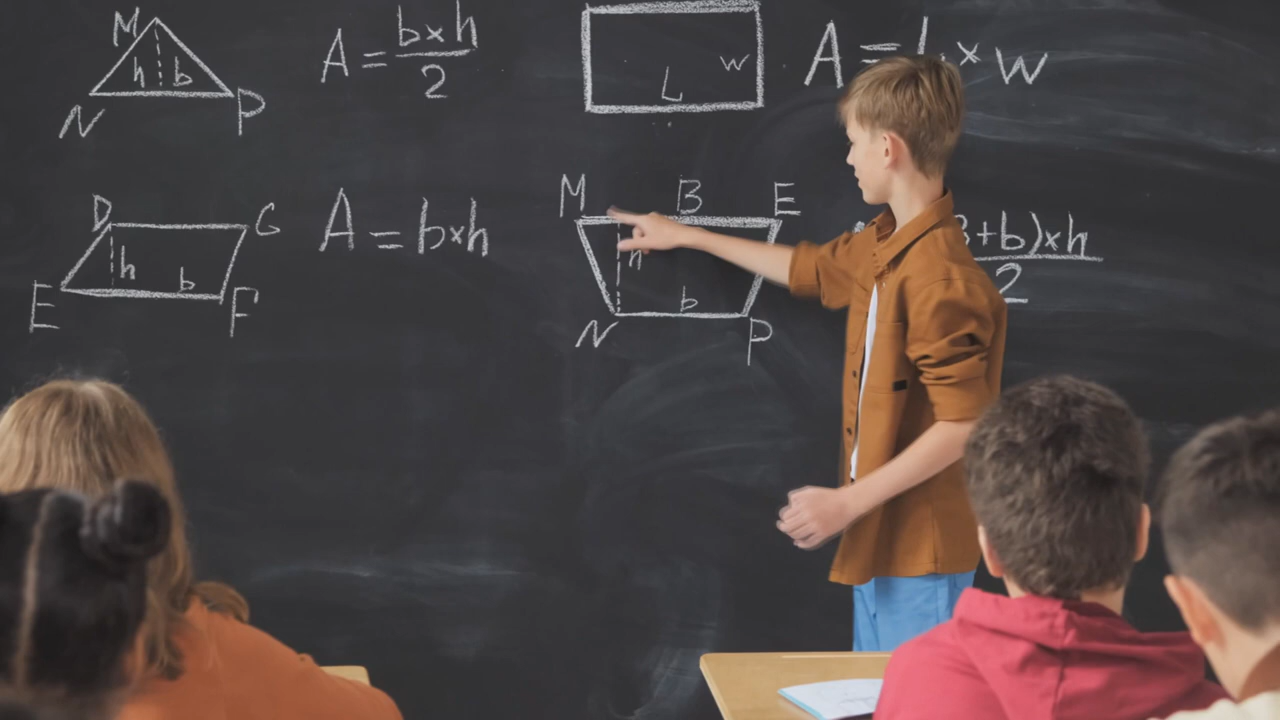 M
h b
N P
A = b×h
2
L w
A = L × w
D G
h b
E F
A = b×h
M B E
h
b
N P
+b)×h
2